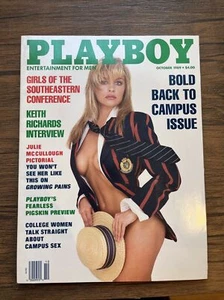 PLAYBOY
ENTERTAINMENT FOR MEN
OCTOBER 1989 • $4.00
GIRLS OF THE
SOUTHEASTERN
CONFERENCE
KEITH
RICHARDS
INTERVIEW
JULIE
MCCULLOUGH
PICTORIAL
YOU WON'T
SEE HER LIKE
THIS ON
GROWING PAINS
PLAYBOY'S
FEARLESS
PIGSKIN PREVIEW
COLLEGE WOMEN
TALK STRAIGHT
ABOUT
CAMPUS SEX
BOLD
BACK TO
CAMPUS
ISSUE